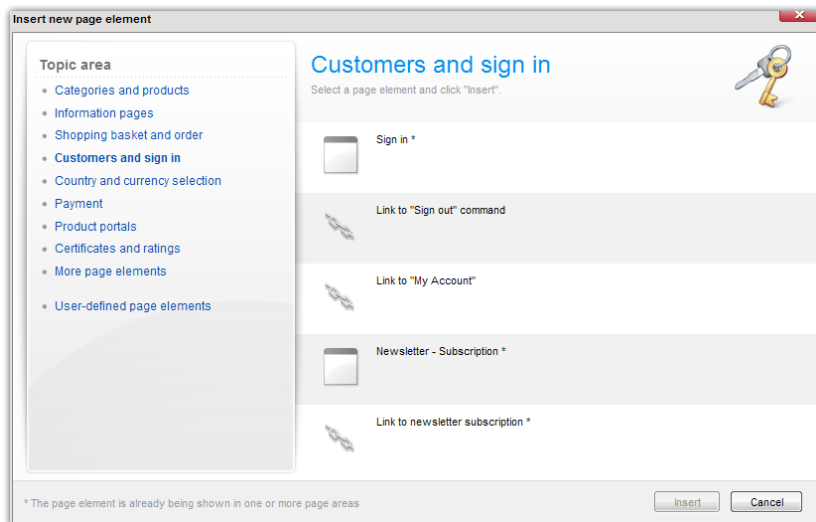 Insert new page element
Topic area
Categories and products
Information pages
Shopping basket and order
Customers and sign in
Country and currency selection
Payment
Product portals
Certificates and ratings
More page elements
User-defined page elements
Customers and sign in
Select a page element and click "Insert".
Sign in *
Link to "Sign out" command
Link to "My Account"
Newsletter - Subscription *
Link to newsletter subscription *
* The page element is already being shown in one or more page areas
Insert
Cancel